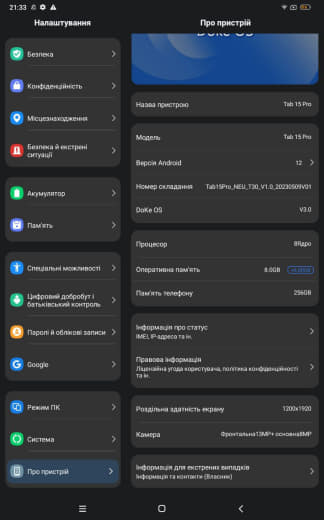 21:33
Налаштування
Безпека
Конфіденційність
Місцезнаходження
Безпека й екстрені
ситуації
Акумулятор
Пам'ять
Спеціальні можливості
Цифровий добробут і
батьківський контроль
Паролі й облікові записи
Google
Режим ПК
Система
Про пристрій
Про пристрій
DoKe OS
Назва пристрою Tab 15 Pro
Модель Tab 15 Pro
Версія Android 12
Номер складання Tab15Pro_NEU_T30_V1.0_20230509V01
DoKe OS V3.0
Процесор 8Ядро
Оперативна пам'ять 8.0GB
Пам'ять телефону 256GB
Інформація про статус
IMEI, IP-адреса та ін.
Правова інформація
Ліцензійна угода користувача, політика конфіденційності
та ін.
Роздільна здатність екрану 1200x1920
Камера Фронтальна13MP+ основна8MP
Інформація для екстрених випадків
Інформація та контакти (Власник)